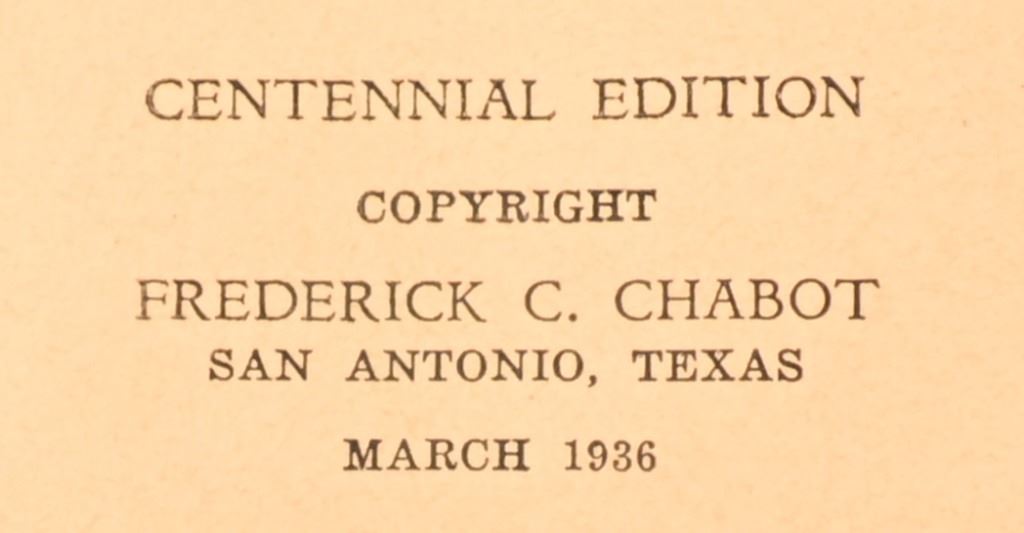 CENTENNIAL EDITION
COPYRIGHT
FREDERICK C. CHABOT
SAN ANTONIO, TEXAS
MARCH 1936